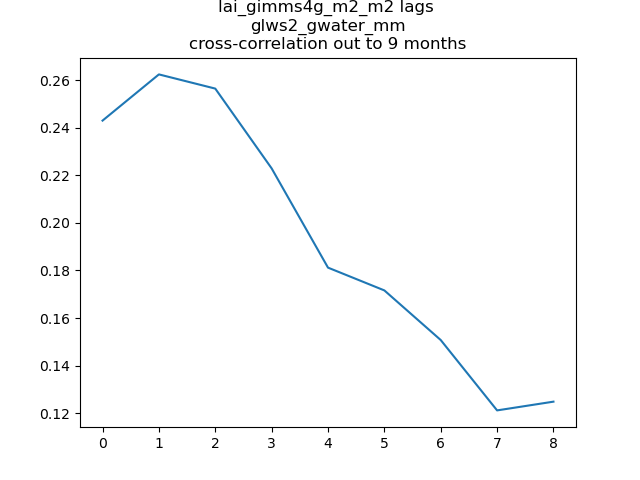 lai_gimms4g_m2_m2 lags
glws2_gwater_mm
cross-correlation out to 9 months
0.26
0.24
0.22
0.20
0.18
0.16
0.14
0.12
0 1 2 3 4 5 6 7 8